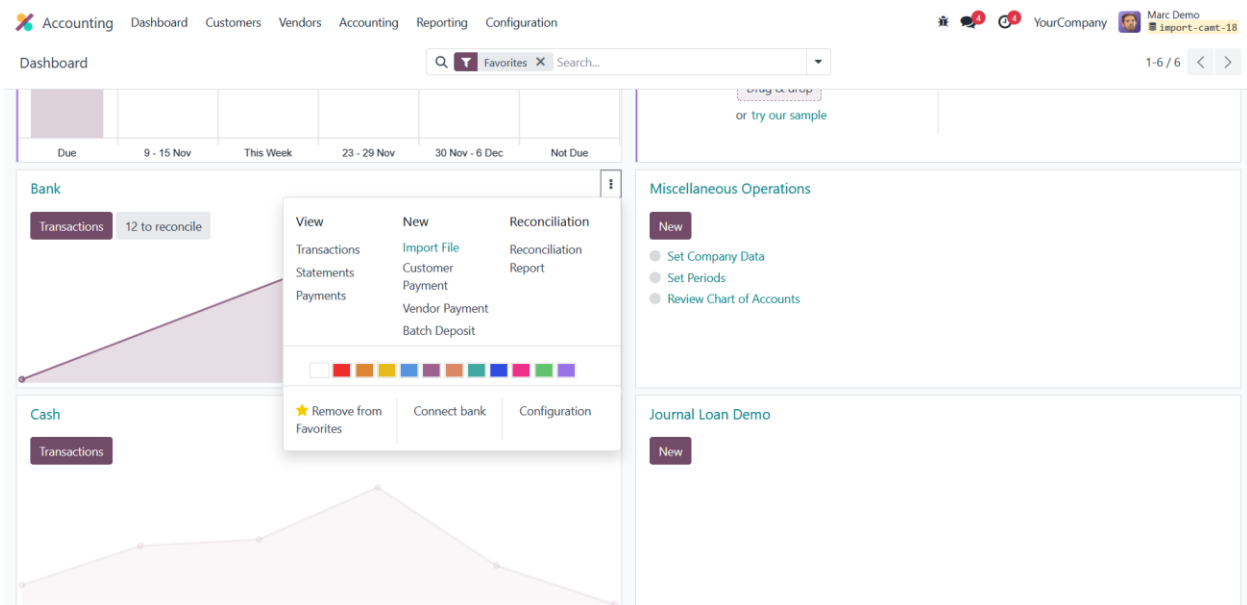 Accounting Dashboard Customers Vendors Accounting Reporting Configuration 4 4 YourCompany Marc Demo
import-camt-18
Dashboard Favorites Search... 1-6 / 6
Drag & drop
or try our sample
Due 9 - 15 Nov This Week 23 - 29 Nov 30 Nov - 6 Dec Not Due
Bank
Transactions 12 to reconcile
View
Transactions
Statements
Payments
New
Import File
Customer
Payment
Vendor Payment
Batch Deposit
Reconciliation
Reconciliation
Report
Remove from
Favorites
Connect bank
Configuration
Miscellaneous Operations
New
Set Company Data
Set Periods
Review Chart of Accounts
Cash
Transactions
Journal Loan Demo
New